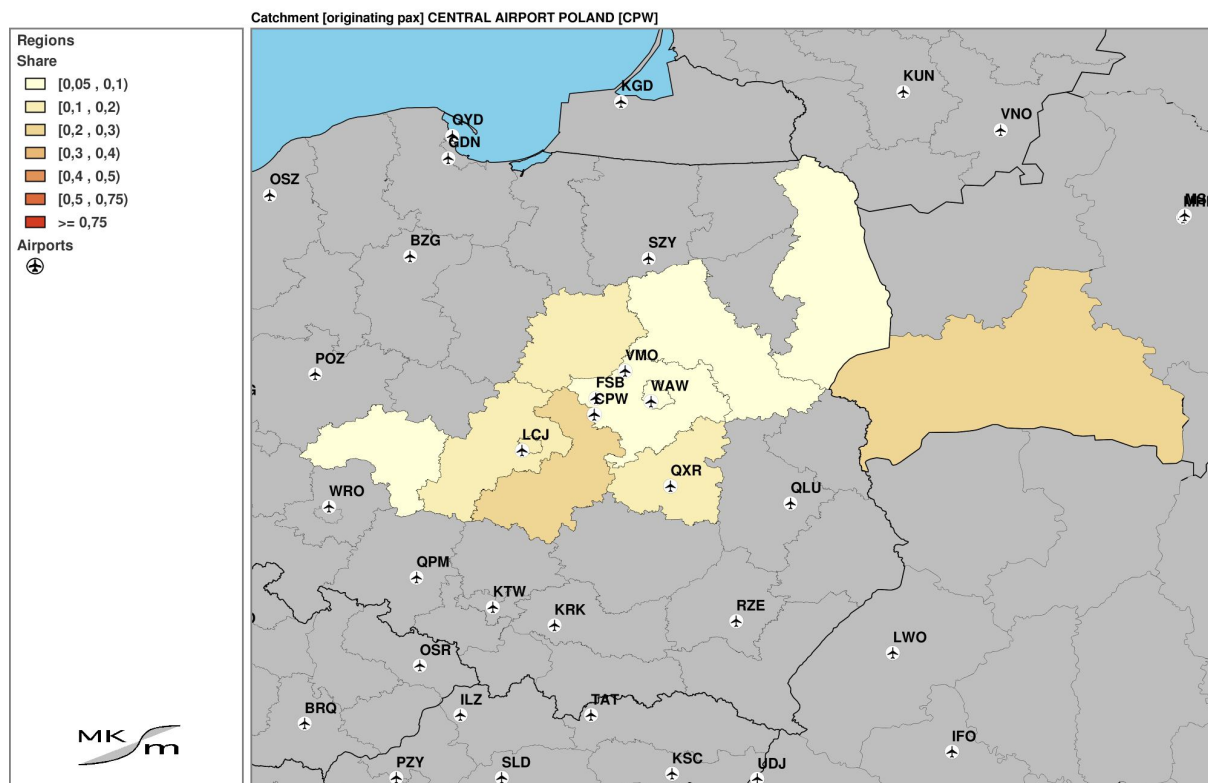 Catchment [originating pax] CENTRAL AIRPORT POLAND [CPW]
Regions
Share
[0,05 , 0,1)
[0,1 , 0,2)
[0,2 , 0,3)
[0,3 , 0,4)
[0,4 , 0,5)
[0,5 , 0,75)
>= 0,75
Airports
KGD
KUN
VNO
QYD
GDN
OSZ
BZG
SZY
POZ
VMO
FSB
WAW
CPW
LCJ
QXR
QLU
WRO
QPM
KTW
KRK
RZE
LWO
OSR
BRQ
ILZ
TAT
IFO
PZY
SLD
KSC
UDJ
MK
m